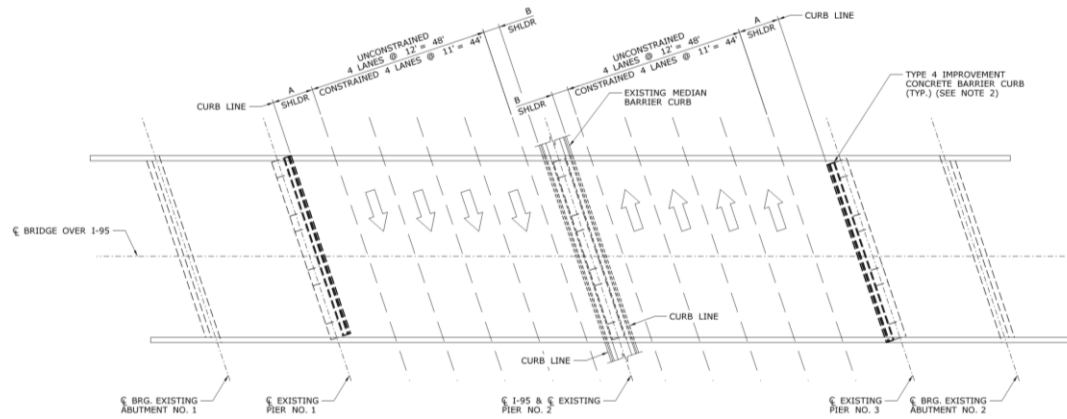 B
SHLDR
UNCONSTRAINED
4 LANES @ 12' = 48'
CONSTRAINED 4 LANES @ 11' = 44'
A
SHLDR
CURB LINE
A
SHLDR
CURB LINE
UNCONSTRAINED
4 LANES @ 12' = 48'
CONSTRAINED 4 LANES @ 11' = 44'
B
SHLDR
EXISTING MEDIAN
BARRIER CURB
TYPE 4 IMPROVEMENT
CONCRETE BARRIER CURB
(TYP.) (SEE NOTE 2)
℄ BRIDGE OVER I-95
CURB LINE
CURB LINE
℄ BRG. EXISTING
ABUTMENT NO. 1
℄ EXISTING
PIER NO. 1
℄ I-95 & ℄ EXISTING
PIER NO. 2
℄ EXISTING
PIER NO. 3
℄ BRG. EXISTING
ABUTMENT NO. 2